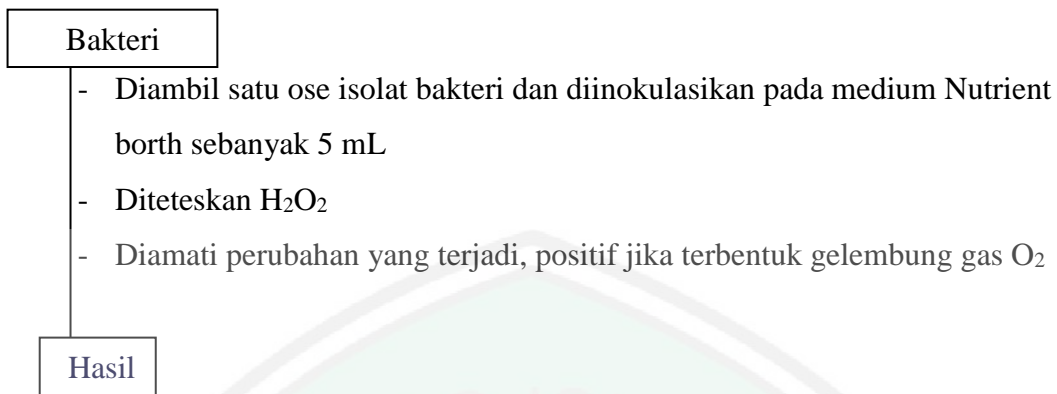 Bakteri
- Diambil satu ose isolat bakteri dan diinokulasikan pada medium Nutrient
borth sebanyak 5 mL
- Diteteskan H₂O₂
- Diamati perubahan yang terjadi, positif jika terbentuk gelembung gas O₂
Hasil